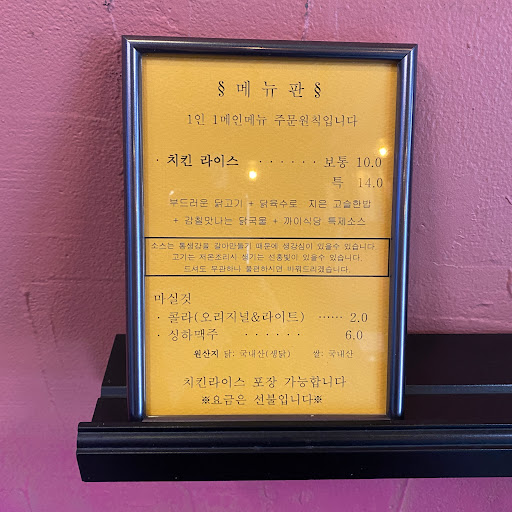 § 메 뉴 판 §
1인 1메인메뉴 주문원칙입니다
· 치킨 라이스 · · · · · · 보통 10.0
특 14.0
부드러운 닭고기 + 닭육수로 지은 고슬한밥
+ 감칠맛나는 닭국물 + 까이식당 특제소스
소스는 통생강을 갈아만들기 때문에 생강심이 있을수 있습니다.
고기는 저온조리시 생기는 선홍빛이 있을수 있습니다.
드셔도 무관하나 불편하시면 바꿔드리겠습니다.
마실것
· 콜라(오리지널&라이트) ······ 2.0
· 싱하맥주 · · · · · · 6.0
원산지 닭: 국내산(생닭) 쌀: 국내산
치킨라이스 포장 가능합니다
※요금은 선불입니다※